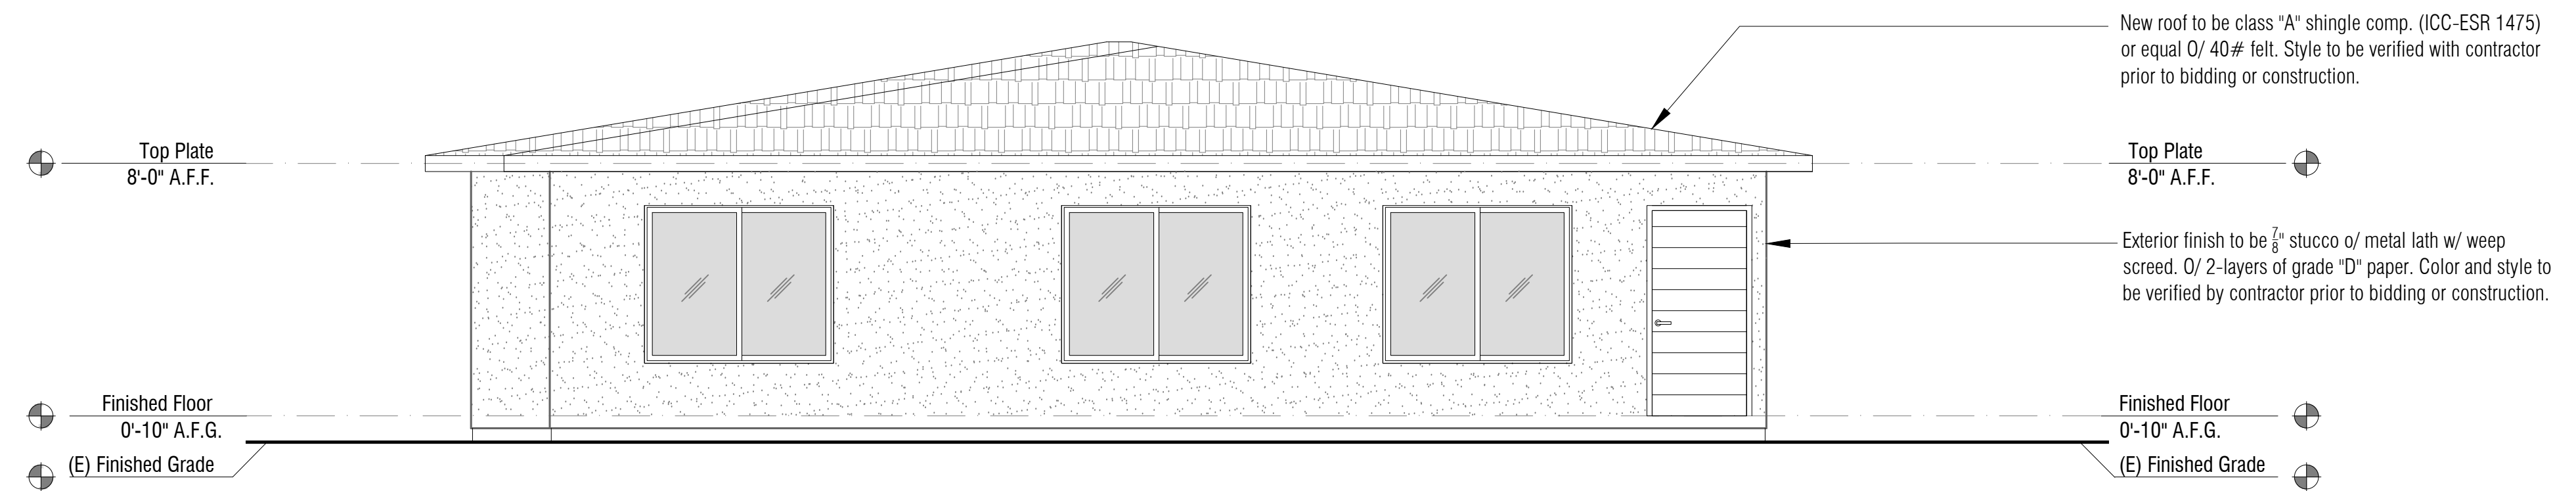 New roof to be class "A" shingle comp. (ICC-ESR 1475)
or equal O/ 40# felt. Style to be verified with contractor
prior to bidding or construction.
Top Plate
8'-0" A.F.F.
Top Plate
8'-0" A.F.F.
Exterior finish to be 7/8" stucco o/ metal lath w/ weep
screed. O/ 2-layers of grade "D" paper. Color and style to
be verified by contractor prior to bidding or construction.
Finished Floor
0'-10" A.F.G.
(E) Finished Grade
Finished Floor
0'-10" A.F.G.
(E) Finished Grade